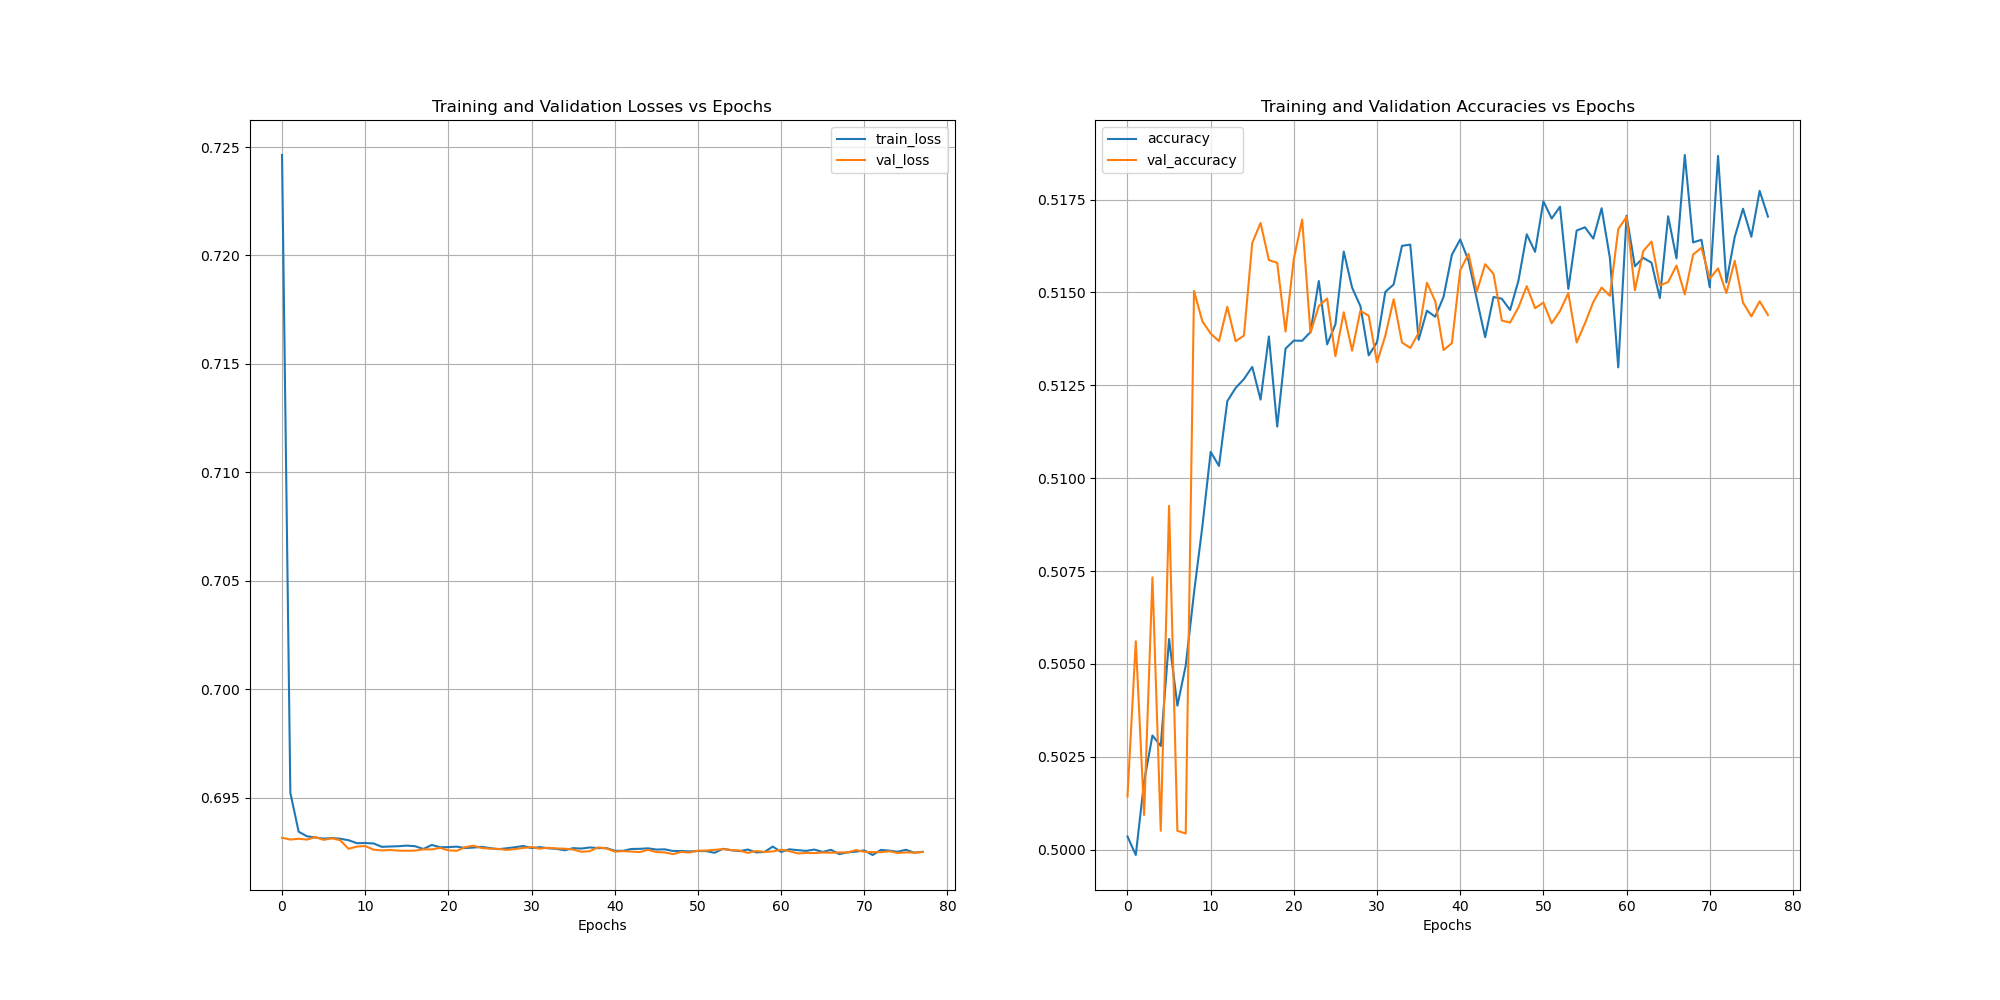 Training and Validation Losses vs Epochs
train_loss
val_loss
0.725
0.720
0.715
0.710
0.705
0.700
0.695
0 10 20 30 40 50 60 70 80
Epochs
Training and Validation Accuracies vs Epochs
accuracy
val_accuracy
0.5175
0.5150
0.5125
0.5100
0.5075
0.5050
0.5025
0.5000
0 10 20 30 40 50 60 70 80
Epochs